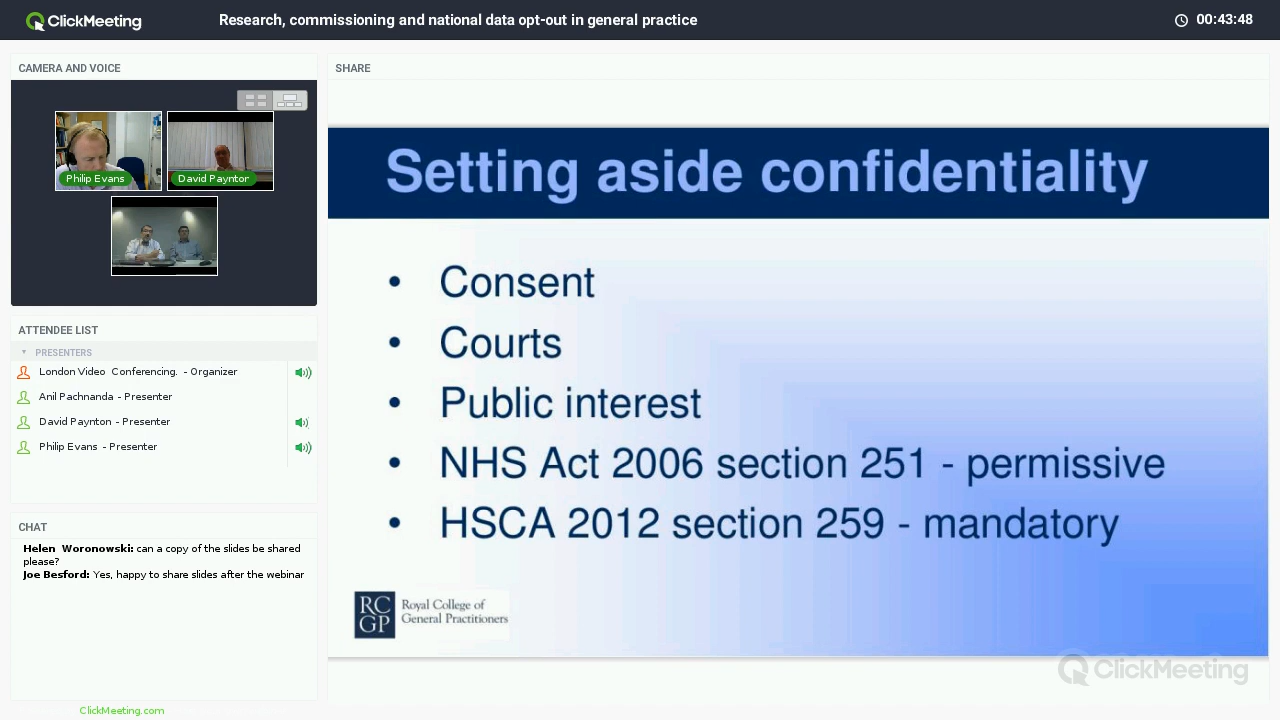 ClickMeeting
Research, commissioning and national data opt-out in general practice
00:43:48
CAMERA AND VOICE
Philip Evans
David Payntor
ATTENDEE LIST
PRESENTERS
London Video Conferencing. - Organizer
Anil Pachnanda - Presenter
David Paynton - Presenter
Philip Evans - Presenter
CHAT
Helen Woronowski: can a copy of the slides be shared
please?
Joe Besford: Yes, happy to share slides after the webinar
ClickMeeting.com
SHARE
Setting aside confidentiality
• Consent
• Courts
• Public interest
• NHS Act 2006 section 251 - permissive
• HSCA 2012 section 259 - mandatory
RC
GP
Royal College of
General Practitioners
ClickMeeting